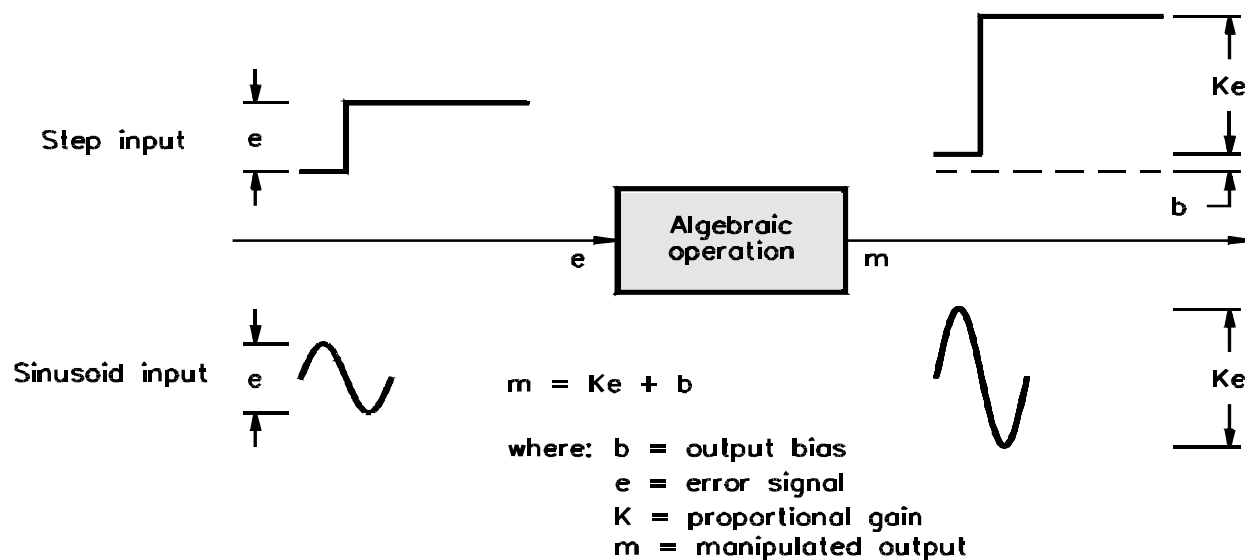 Ke
e
Step input
b
Algebraic
operation
e
m
Sinusoid input
e
m = Ke + b
Ke
where: b = output bias
e = error signal
K = proportional gain
m = manipulated output